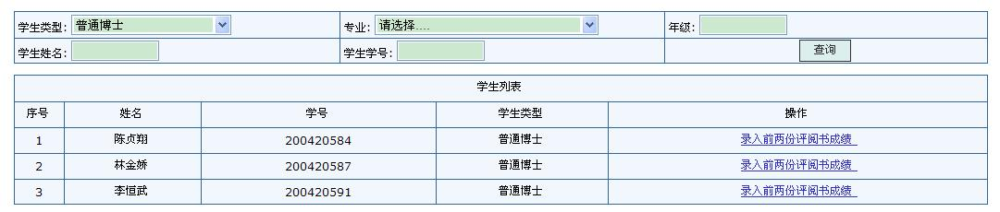 学生类型: 普通博士 专业: 请选择.... 年级:
学生姓名: 学生学号: 查询
学生列表
序号 姓名 学号 学生类型 操作
1 陈贞翔 200420584 普通博士 录入前两份评阅书成绩
2 林金娇 200420587 普通博士 录入前两份评阅书成绩
3 李恒武 200420591 普通博士 录入前两份评阅书成绩